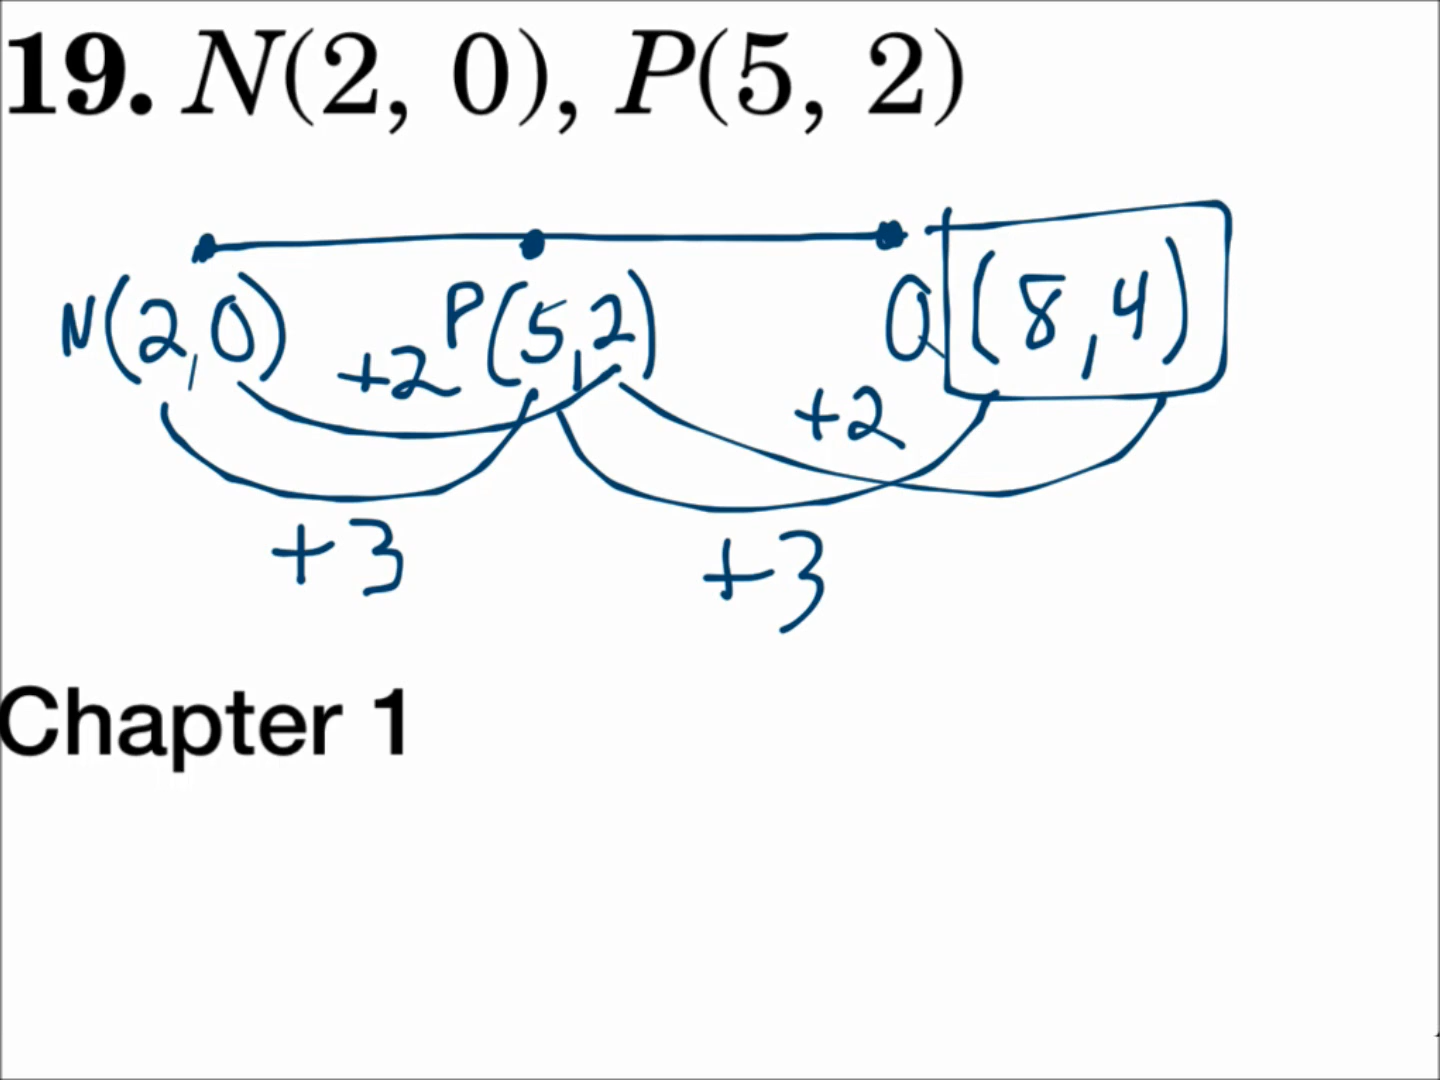 19. N(2, 0), P(5, 2)
N(2,0) P(5,2) Q(8,4)
+2 +2
+3 +3
Chapter 1